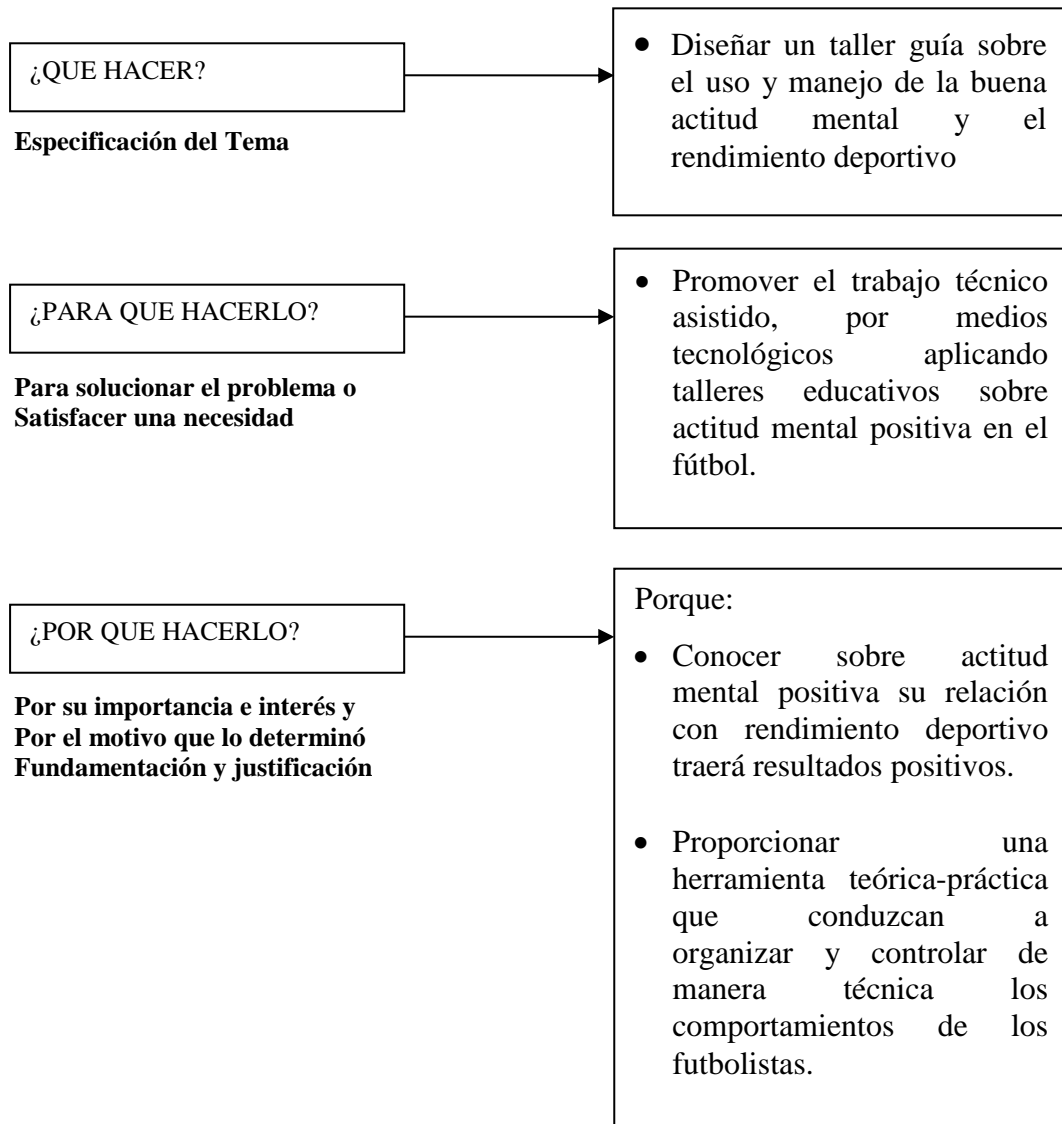 ¿QUE HACER?
Especificación del Tema
• Diseñar un taller guía sobre
el uso y manejo de la buena
actitud mental y el
rendimiento deportivo
¿PARA QUE HACERLO?
Para solucionar el problema o
Satisfacer una necesidad
• Promover el trabajo técnico
asistido, por medios
tecnológicos aplicando
talleres educativos sobre
actitud mental positiva en el
fútbol.
¿POR QUE HACERLO?
Por su importancia e interés y
Por el motivo que lo determinó
Fundamentación y justificación
Porque:
• Conocer sobre actitud
mental positiva su relación
con rendimiento deportivo
traerá resultados positivos.
• Proporcionar una
herramienta teórica-práctica
que conduzcan a
organizar y controlar de
manera técnica los
comportamientos de los
futbolistas.